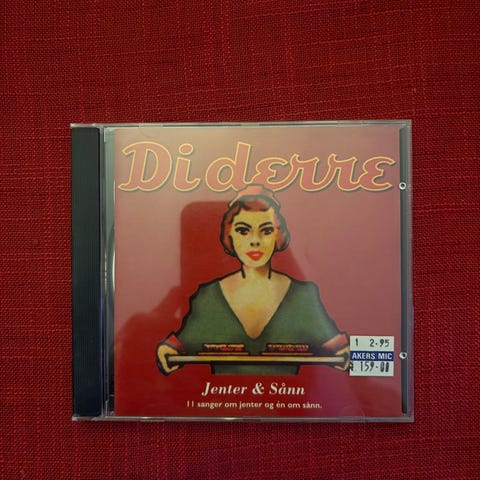 Di derre
1 2.95
AKERS MIC
159.00
Jenter & Sånn
11 sanger om jenter og én om sånn.